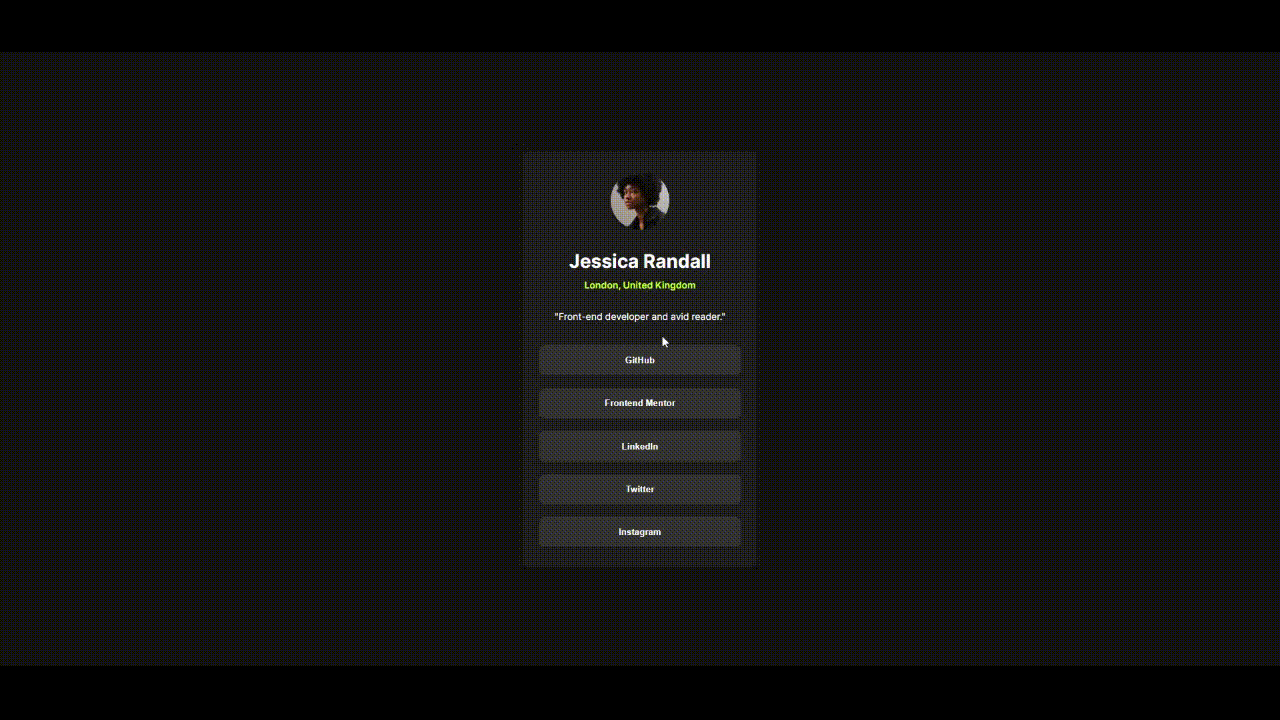 Jessica Randall
London, United Kingdom
"Front-end developer and avid reader."
GitHub
Frontend Mentor
LinkedIn
Twitter
Instagram